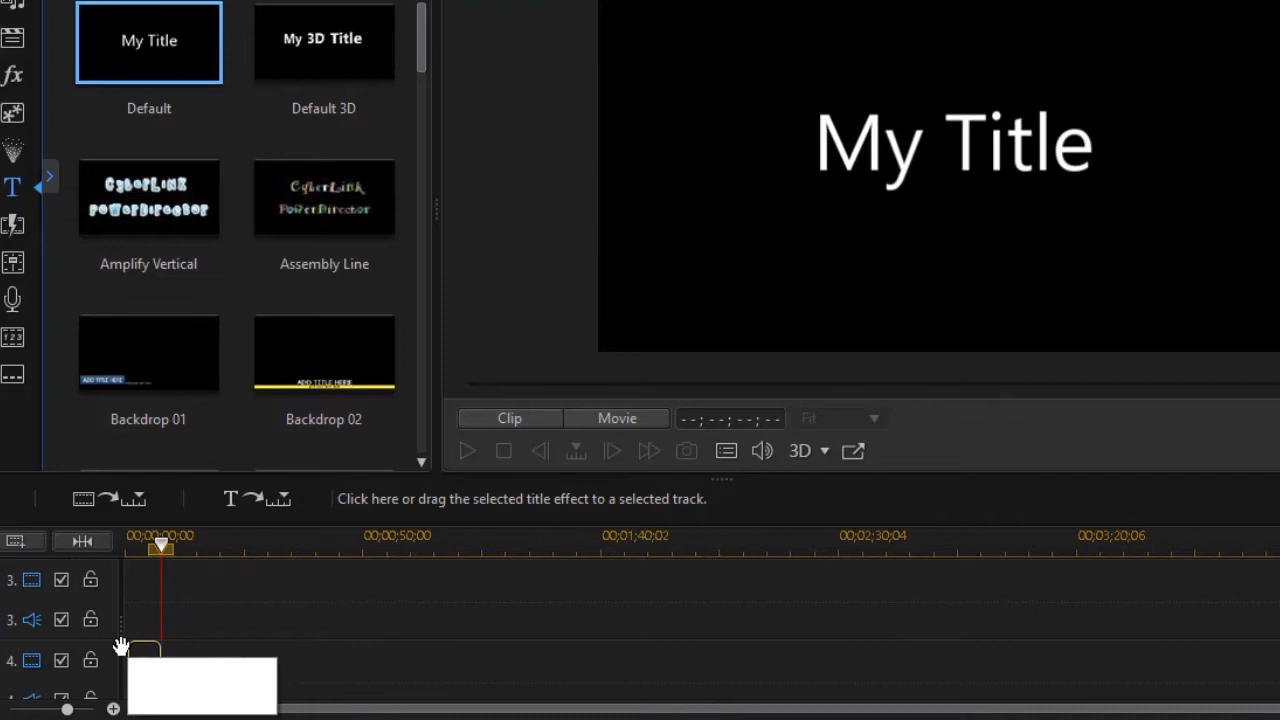 My Title
My 3D Title
My Title
Default
Default 3D
fx
CyberLink
PowerDirector
CyberLink
PowerDirector
T
Amplify Vertical
Assembly Line
ADD TITLE HERE
ADD TITLE HERE
Backdrop 01
Backdrop 02
Clip
Movie
--;--;--;--
Fit
3D
T
Click here or drag the selected title effect to a selected track.
00;00;00;00
00;00;50;00
00;01;40;02
00;02;30;04
00;03;20;06
3.
3.
4.